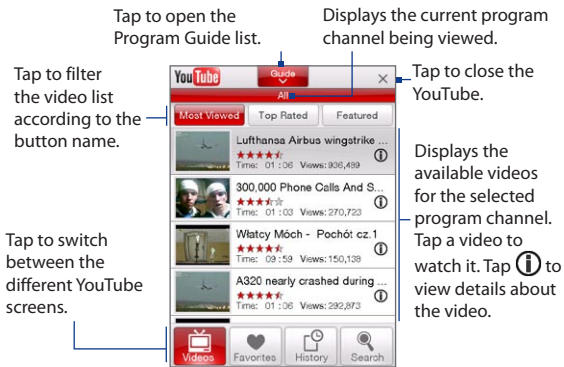 Tap to open the
Program Guide list.
Displays the current program
channel being viewed.
Tap to filter
the video list
according to the
button name.
Tap to close the
YouTube.
YouTube
Guide
All
Most Viewed
Top Rated
Featured
Lufthansa Airbus wingstrike ...
Time: 01:06 Views: 936,489
300,000 Phone Calls And S...
Time: 01:03 Views: 270,723
Włatcy Móch - Pochót cz.1
Time: 09:59 Views: 150,138
A320 nearly crashed during ...
Time: 01:06 Views: 292,873
Displays the
available videos
for the selected
program channel.
Tap a video to
watch it. Tap i to
view details about
the video.
Tap to switch
between the
different YouTube
screens.
Videos
Favorites
History
Search